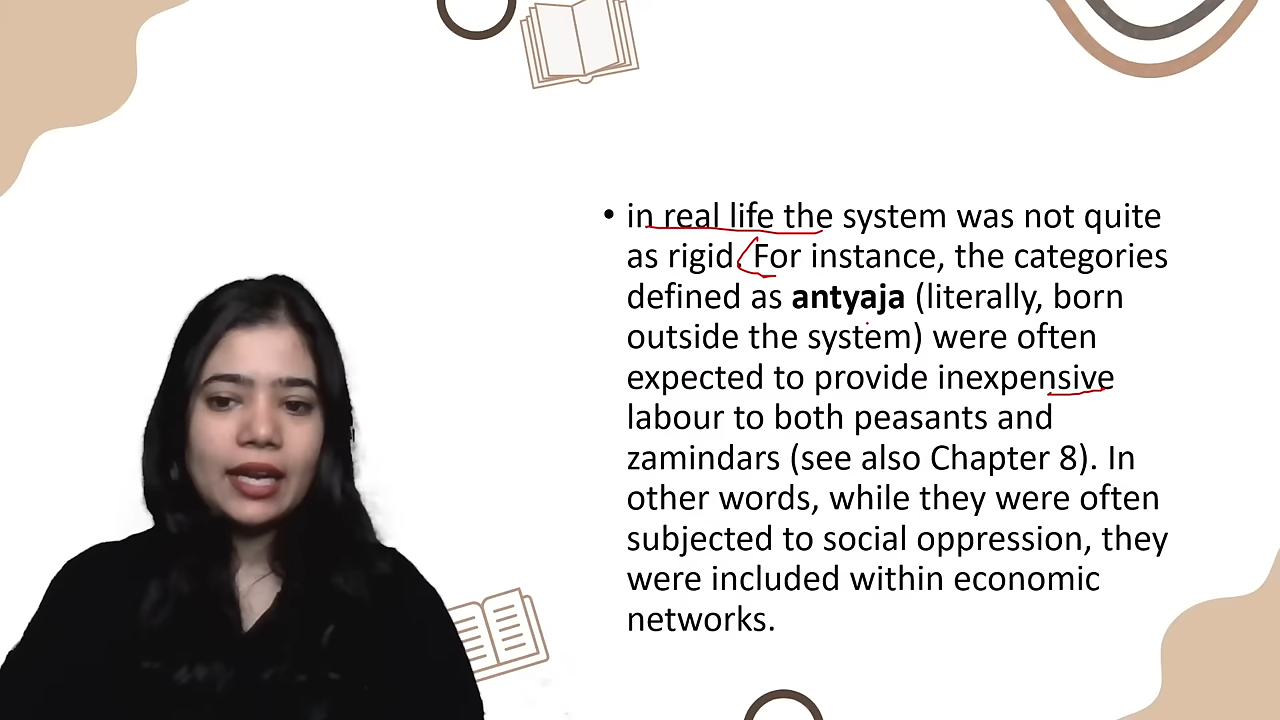 • in real life the system was not quite
as rigid. For instance, the categories
defined as antyaja (literally, born
outside the system) were often
expected to provide inexpensive
labour to both peasants and
zamindars (see also Chapter 8). In
other words, while they were often
subjected to social oppression, they
were included within economic
networks.